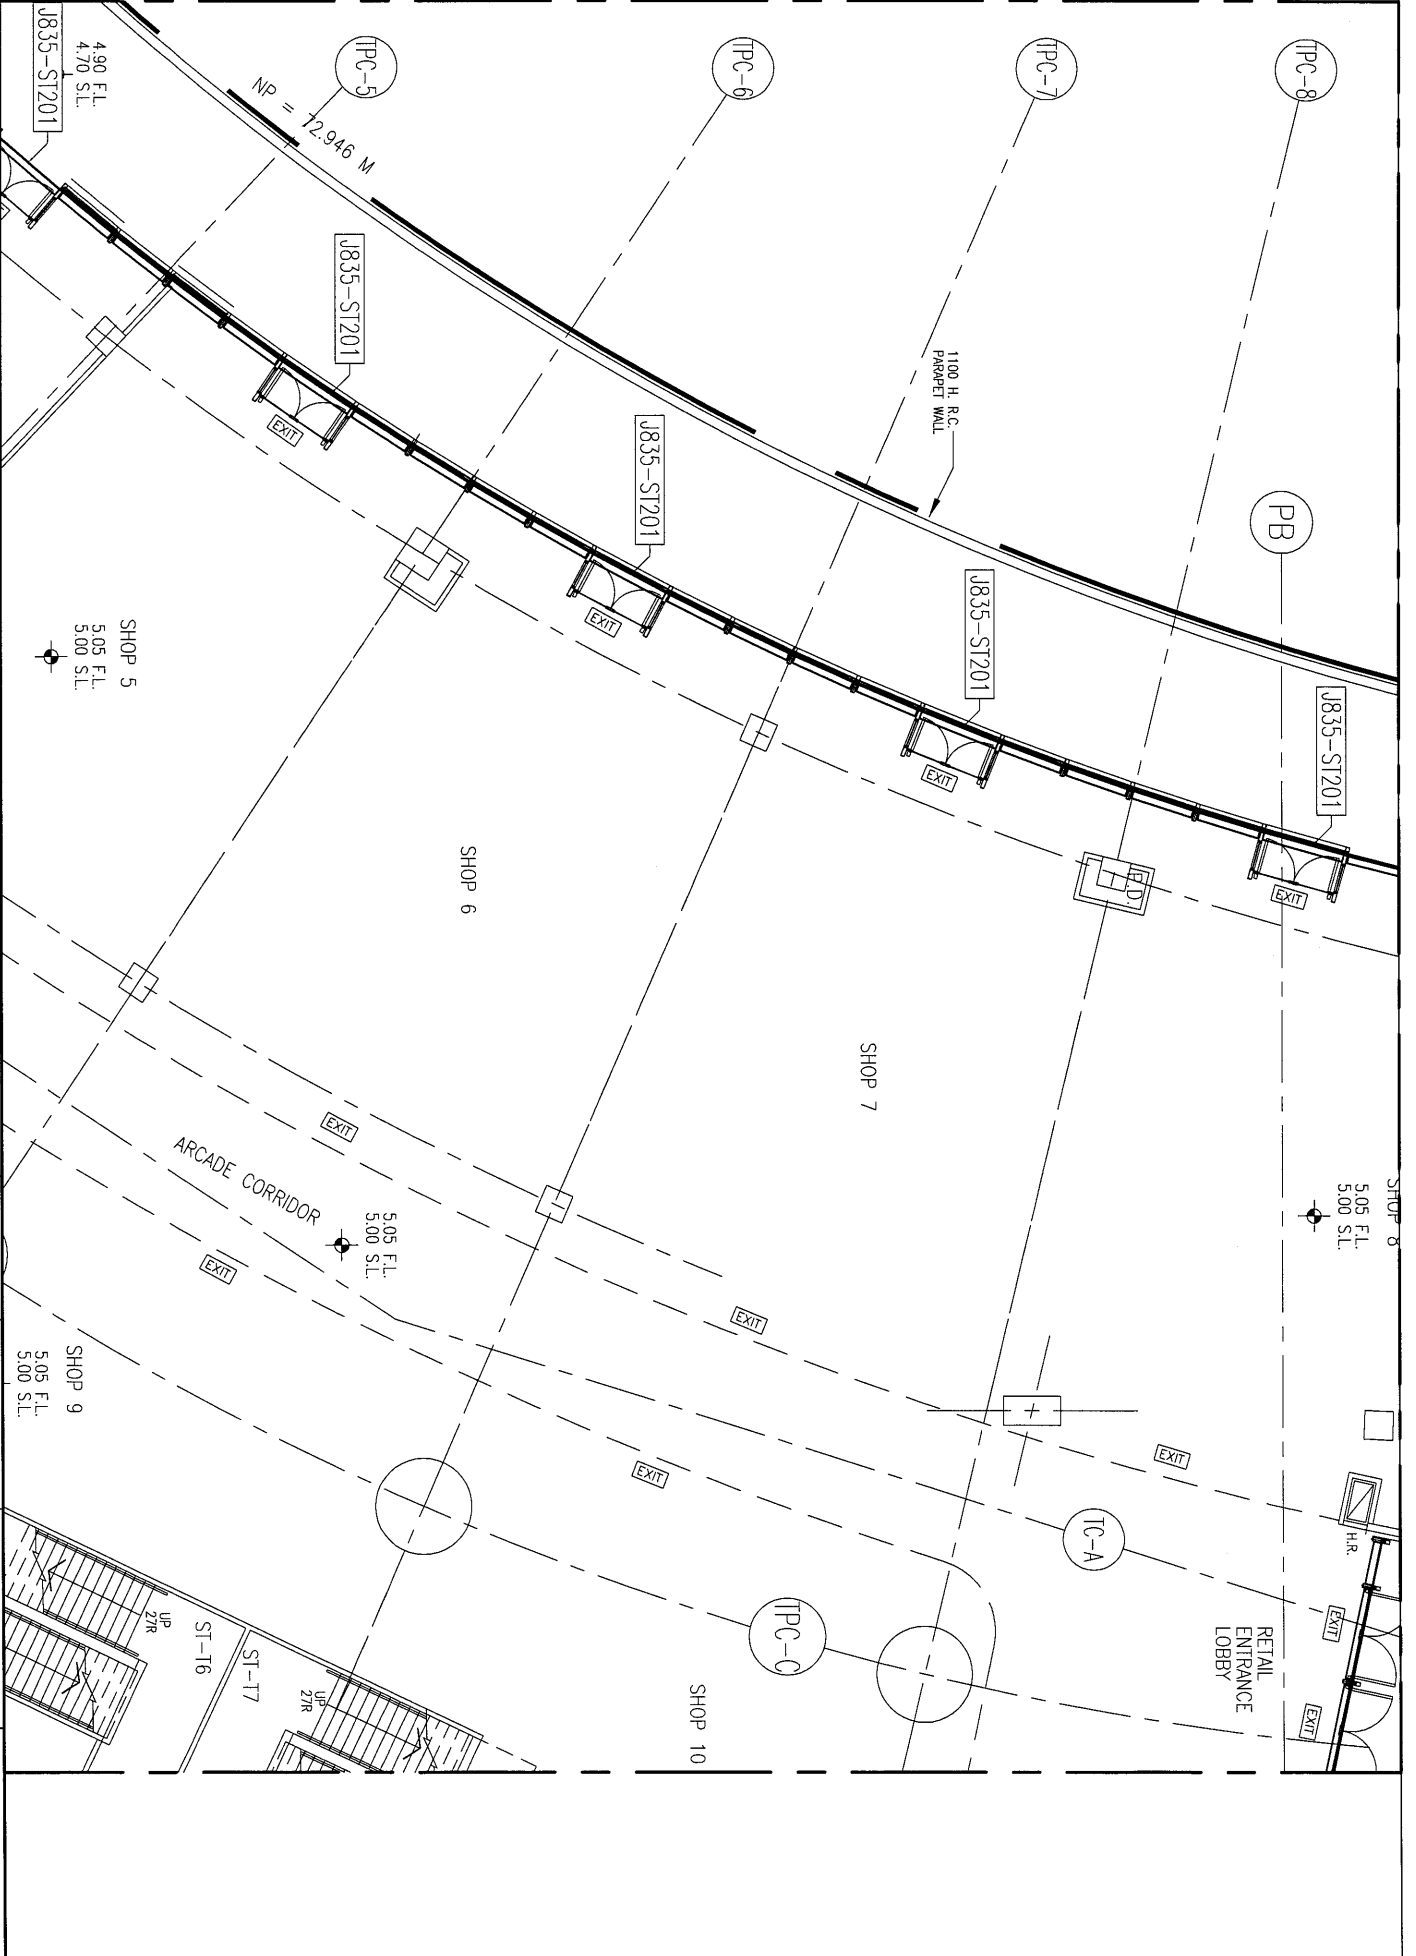 TPC-5
TPC-6
TPC-7
TPC-8
4.90 F.L.
4.70 S.L.
J835-ST201
NP = 72.946 M
J835-ST201
EXIT
1100 H. R.C.
PARAPET WALL
PB
J835-ST201
EXIT
J835-ST201
EXIT
J835-ST201
EXIT
SHOP 5
5.05 F.L.
5.00 S.L.
P.D.
SHOP 6
SHOP 7
SHOP 8
5.05 F.L.
5.00 S.L.
EXIT
ARCADE CORRIDOR
5.05 F.L.
5.00 S.L.
EXIT
EXIT
SHOP 9
5.05 F.L.
5.00 S.L.
EXIT
EXIT
H.R.
TC-A
TPC-C
EXIT
RETAIL
ENTRANCE
LOBBY
EXIT
UP
27R
ST-T6
ST-T7
UP
27R
SHOP 10